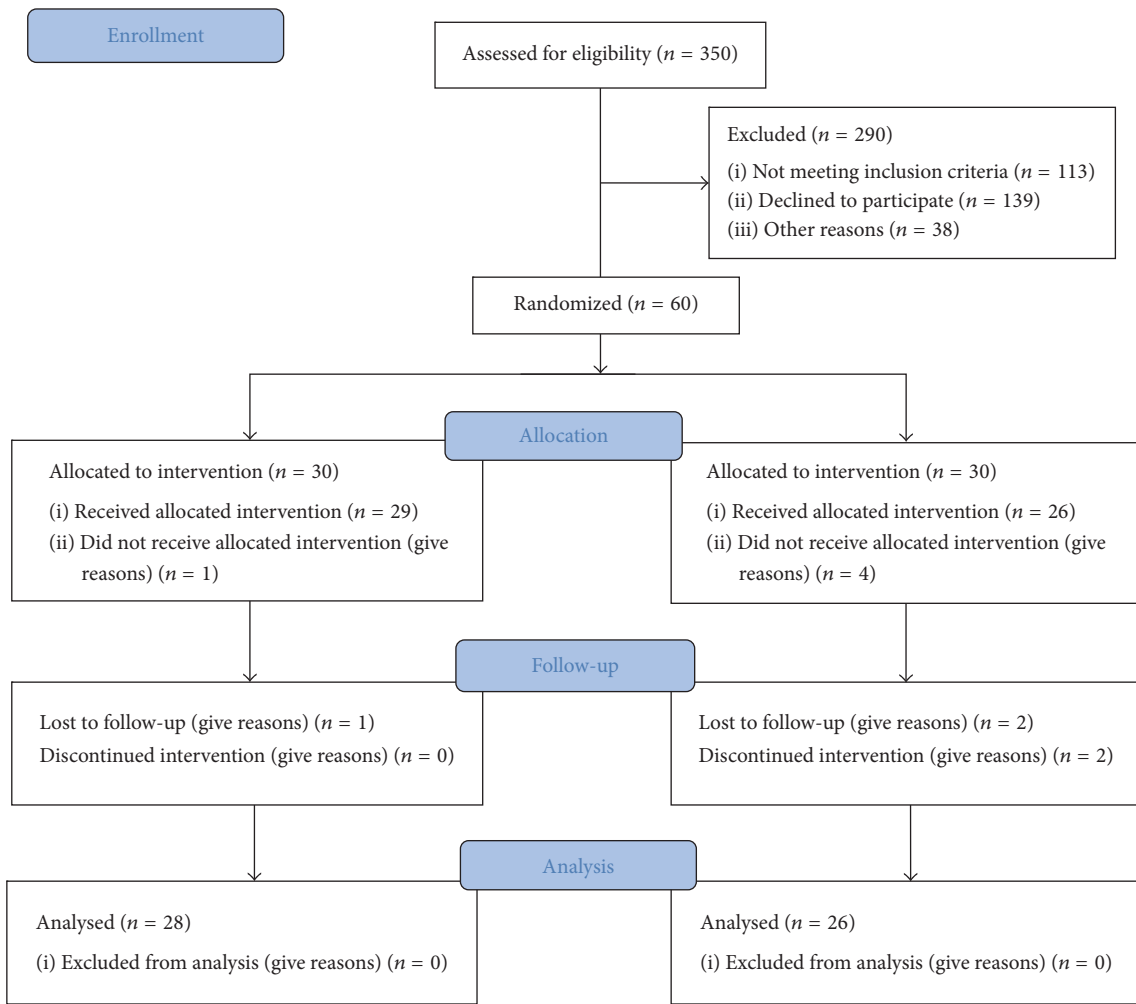 Enrollment
Assessed for eligibility (n = 350)
Excluded (n = 290)
(i) Not meeting inclusion criteria (n = 113)
(ii) Declined to participate (n = 139)
(iii) Other reasons (n = 38)
Randomized (n = 60)
Allocation
Allocated to intervention (n = 30)
(i) Received allocated intervention (n = 29)
(ii) Did not receive allocated intervention (give
reasons) (n = 1)
Allocated to intervention (n = 30)
(i) Received allocated intervention (n = 26)
(ii) Did not receive allocated intervention (give
reasons) (n = 4)
Follow-up
Lost to follow-up (give reasons) (n = 1)
Discontinued intervention (give reasons) (n = 0)
Lost to follow-up (give reasons) (n = 2)
Discontinued intervention (give reasons) (n = 2)
Analysis
Analysed (n = 28)
(i) Excluded from analysis (give reasons) (n = 0)
Analysed (n = 26)
(i) Excluded from analysis (give reasons) (n = 0)